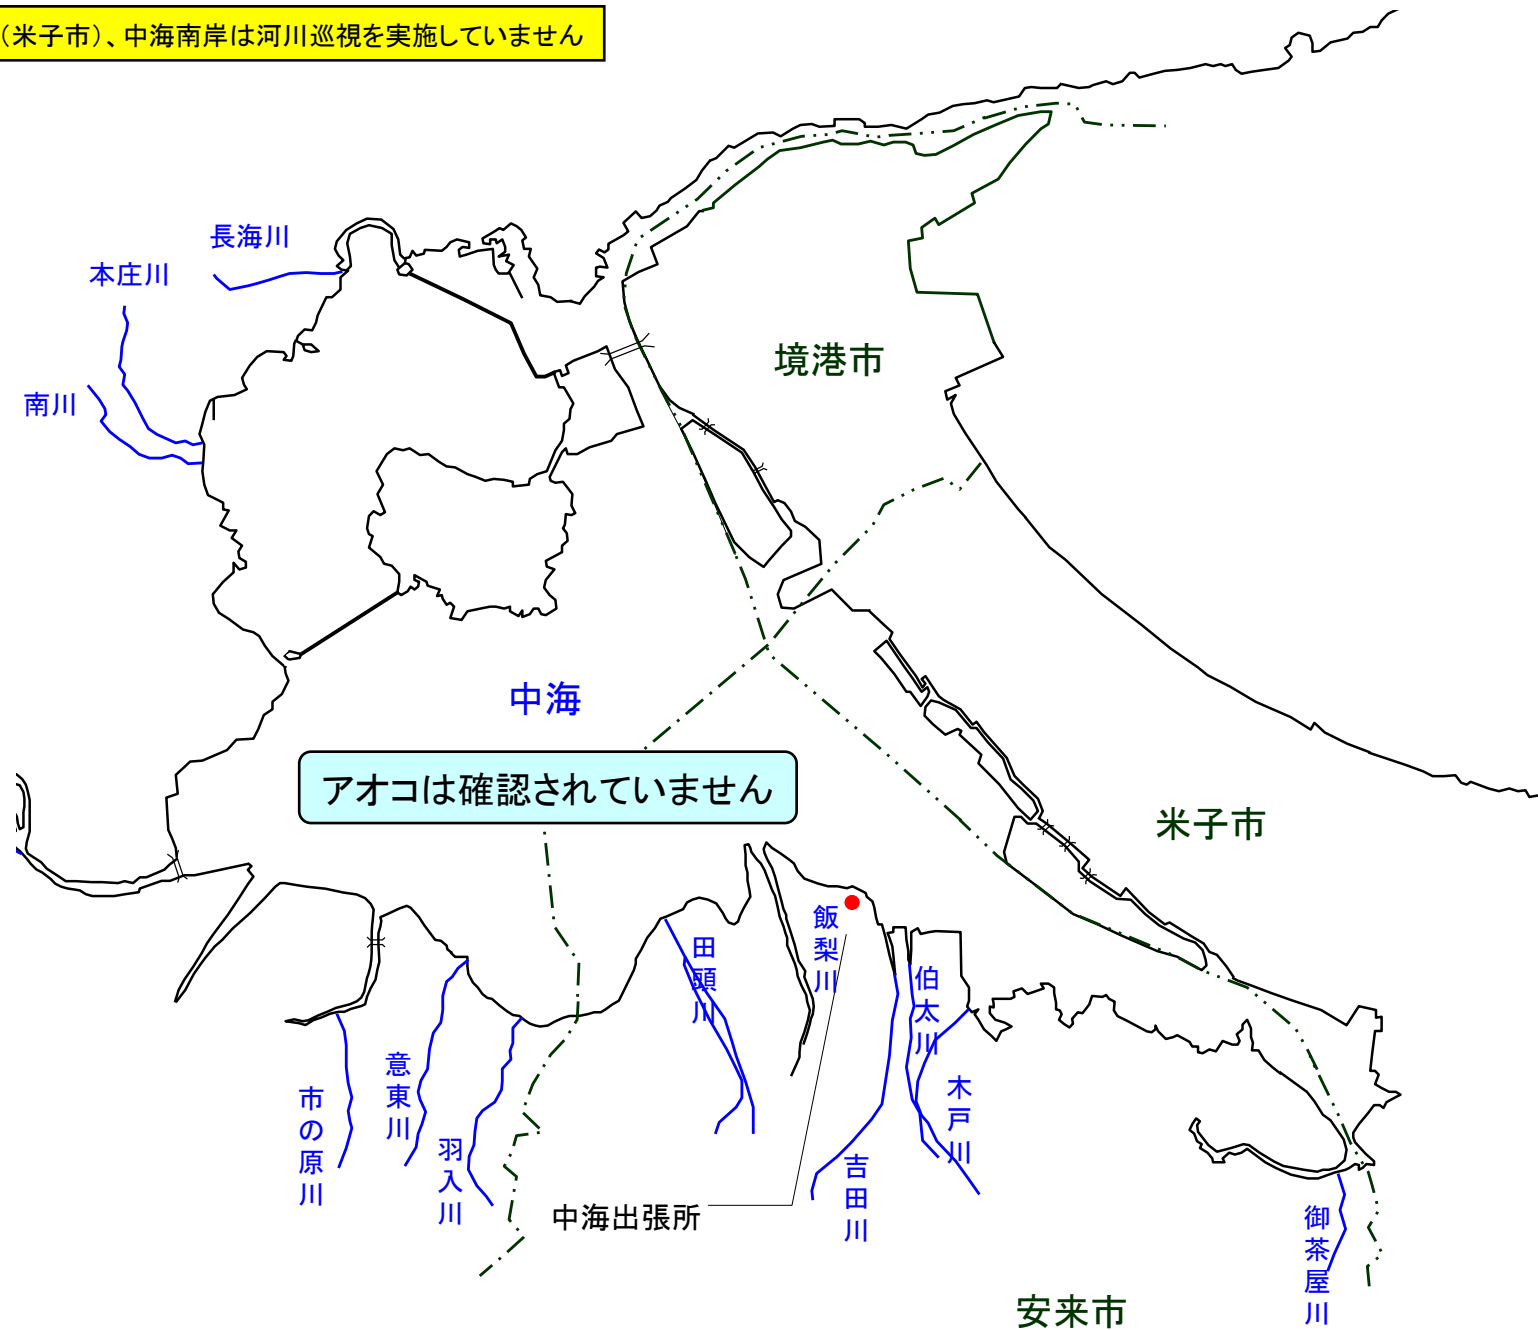 (米子市)、中海南岸は河川巡視を実施していません
長海川
本庄川
南川
境港市
中海
アオコは確認されていません
米子市
飯梨川
田頭川
伯太川
意東川
木戸川
市の原川
羽入川
吉田川
中海出張所
御茶屋川
安来市